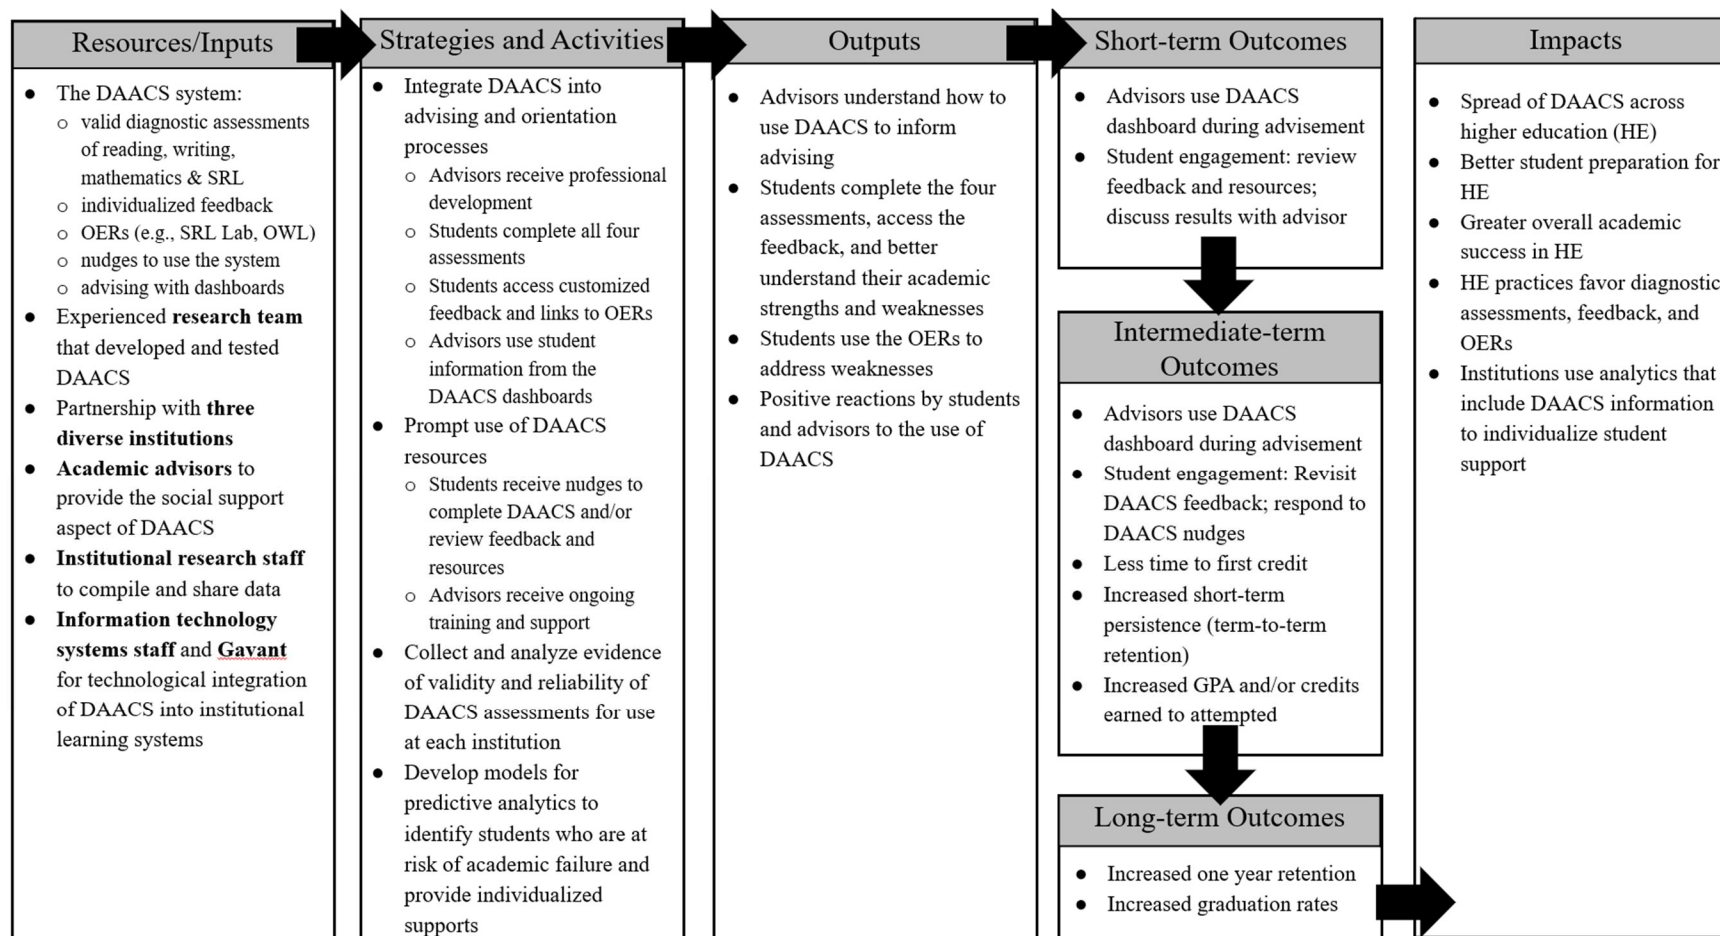 Resources/Inputs
● The DAACS system:
o valid diagnostic assessments
of reading, writing,
mathematics & SRL
o individualized feedback
o OERs (e.g., SRL Lab, OWL)
o nudges to use the system
o advising with dashboards
● Experienced research team
that developed and tested
DAACS
● Partnership with three
diverse institutions
● Academic advisors to
provide the social support
aspect of DAACS
● Institutional research staff
to compile and share data
● Information technology
systems staff and Gavant
for technological integration
of DAACS into institutional
learning systems
Strategies and Activities
● Integrate DAACS into
advising and orientation
processes
o Advisors receive professional
development
o Students complete all four
assessments
o Students access customized
feedback and links to OERs
o Advisors use student
information from the
DAACS dashboards
● Prompt use of DAACS
resources
o Students receive nudges to
complete DAACS and/or
review feedback and
resources
o Advisors receive ongoing
training and support
● Collect and analyze evidence
of validity and reliability of
DAACS assessments for use
at each institution
● Develop models for
predictive analytics to
identify students who are at
risk of academic failure and
provide individualized
supports
Outputs
● Advisors understand how to
use DAACS to inform
advising
● Students complete the four
assessments, access the
feedback, and better
understand their academic
strengths and weaknesses
● Students use the OERs to
address weaknesses
● Positive reactions by students
and advisors to the use of
DAACS
Short-term Outcomes
● Advisors use DAACS
dashboard during advisement
● Student engagement: review
feedback and resources;
discuss results with advisor
Intermediate-term
Outcomes
● Advisors use DAACS
dashboard during advisement
● Student engagement: Revisit
DAACS feedback; respond to
DAACS nudges
● Less time to first credit
● Increased short-term
persistence (term-to-term
retention)
● Increased GPA and/or credits
earned to attempted
Long-term Outcomes
● Increased one year retention
● Increased graduation rates
Impacts
● Spread of DAACS across
higher education (HE)
● Better student preparation for
HE
● Greater overall academic
success in HE
● HE practices favor diagnostic
assessments, feedback, and
OERs
● Institutions use analytics that
include DAACS information
to individualize student
support